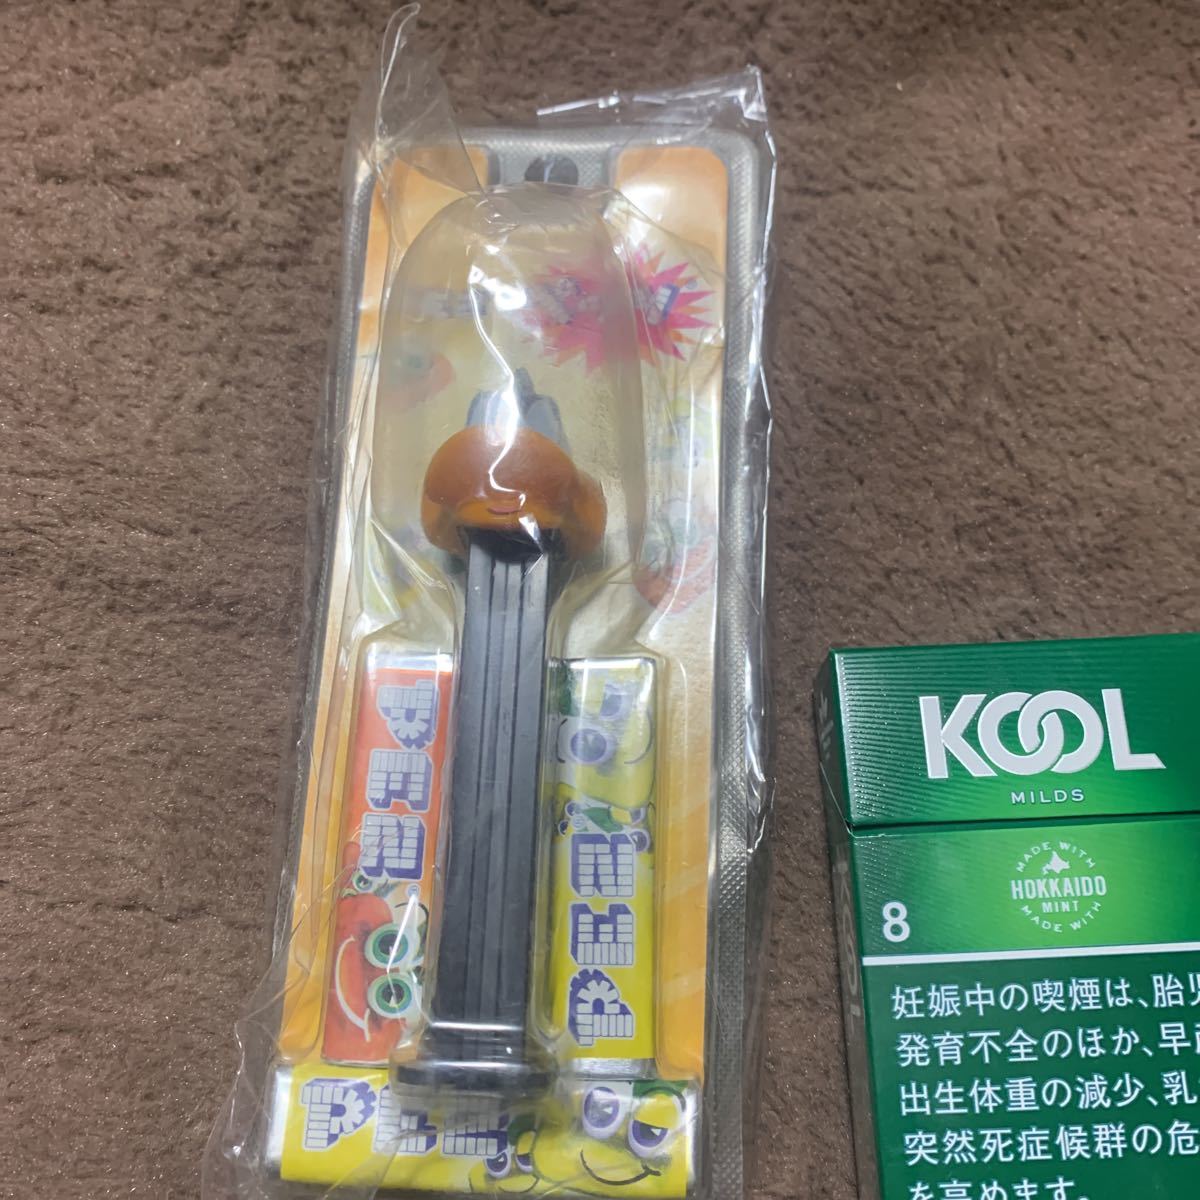 PEZ
PEZ
PEZ
KOOL
MILDS
MADE WITH
HOKKAIDO
MINT
MADE WITH
8
妊娠中の喫煙は、胎児
発育不全のほか、早産
出生体重の減少、乳
突然死症候群の危
を高めます。